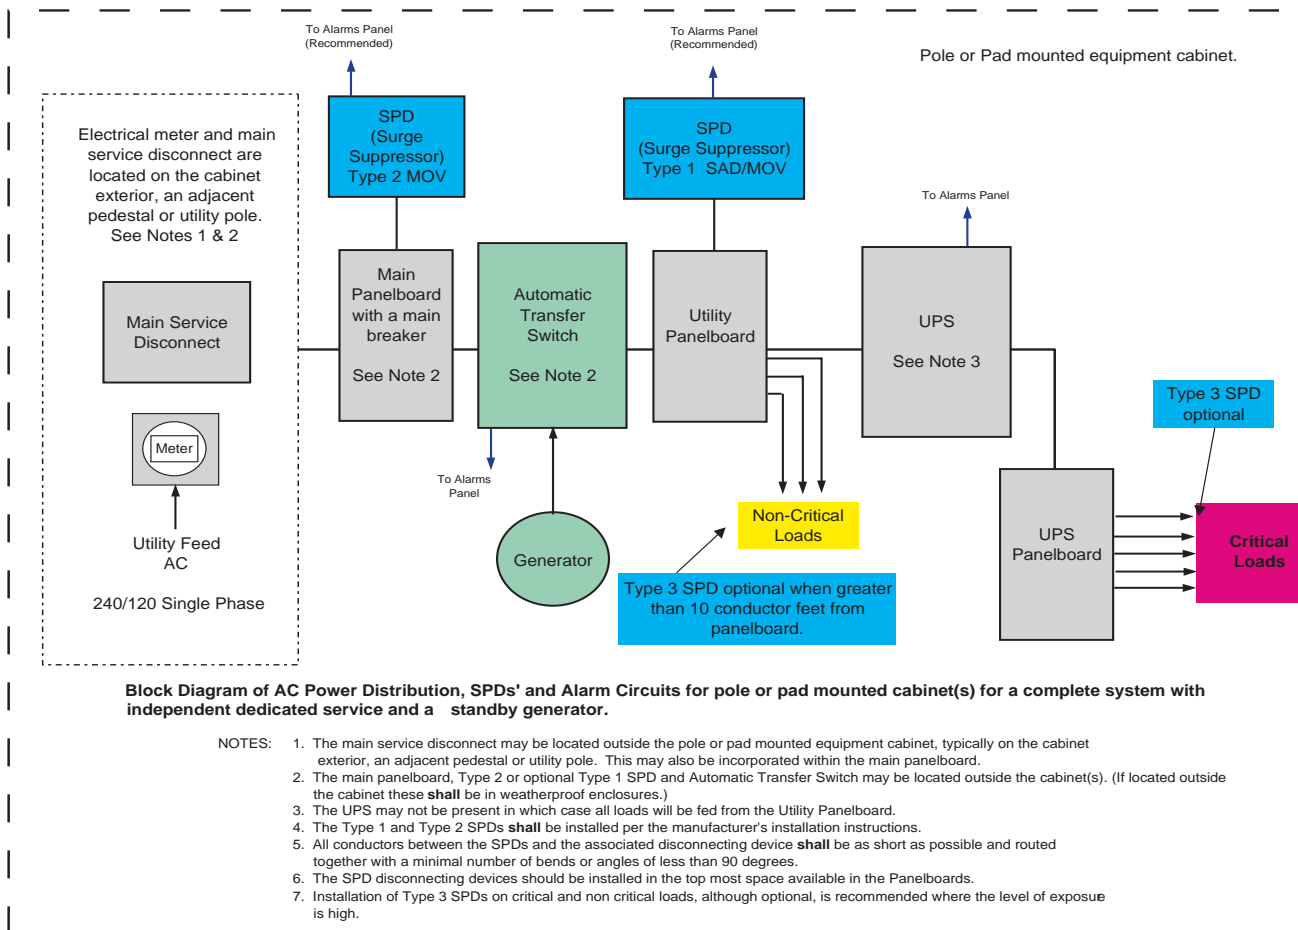 To Alarms Panel
(Recommended)
To Alarms Panel
(Recommended)
Pole or Pad mounted equipment cabinet.
SPD
(Surge
Suppressor)
Type 2 MOV
SPD
(Surge Suppressor)
Type 1 SAD/MOV
Electrical meter and main
service disconnect are
located on the cabinet
exterior, an adjacent
pedestal or utility pole.
See Notes 1 & 2
To Alarms Panel
Main Service
Disconnect
Main
Panelboard
with a main
breaker
See Note 2
Automatic
Transfer
Switch
See Note 2
Utility
Panelboard
UPS
See Note 3
Type 3 SPD
optional
Meter
To Alarms
Panel
Utility Feed
AC
240/120 Single Phase
Generator
Non-Critical
Loads
Type 3 SPD optional when greater
than 10 conductor feet from
panelboard.
UPS
Panelboard
Critical
Loads
Block Diagram of AC Power Distribution, SPDs' and Alarm Circuits for pole or pad mounted cabinet(s) for a complete system with
independent dedicated service and a standby generator.
NOTES: 1. The main service disconnect may be located outside the pole or pad mounted equipment cabinet, typically on the cabinet
exterior, an adjacent pedestal or utility pole. This may also be incorporated within the main panelboard.
2. The main panelboard, Type 2 or optional Type 1 SPD and Automatic Transfer Switch may be located outside the cabinet(s). (If located outside
the cabinet these shall be in weatherproof enclosures.)
3. The UPS may not be present in which case all loads will be fed from the Utility Panelboard.
4. The Type 1 and Type 2 SPDs shall be installed per the manufacturer's installation instructions.
5. All conductors between the SPDs and the associated disconnecting device shall be as short as possible and routed
together with a minimal number of bends or angles of less than 90 degrees.
6. The SPD disconnecting devices should be installed in the top most space available in the Panelboards.
7. Installation of Type 3 SPDs on critical and non critical loads, although optional, is recommended where the level of exposure
is high.